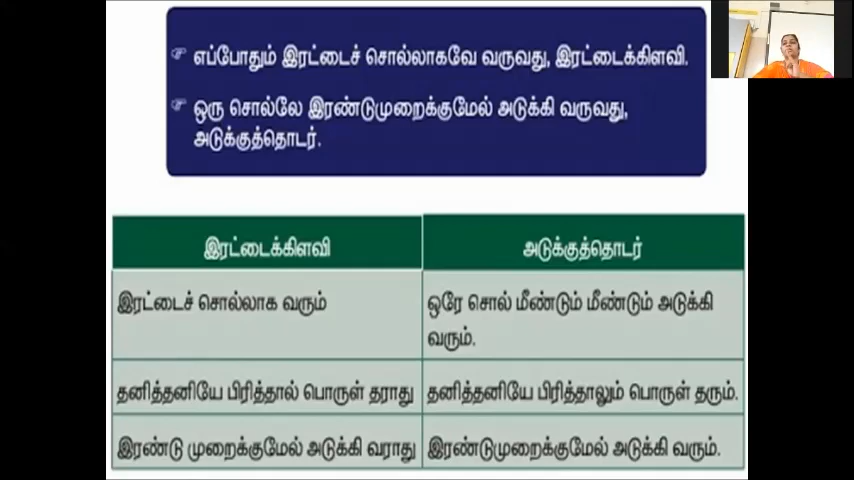 ☞ எப்போதும் இரட்டைச் சொல்லாகவே வருவது, இரட்டைக்கிளவி.
☞ ஒரு சொல்லே இரண்டுமுறைக்குமேல் அடுக்கி வருவது,
அடுக்குத்தொடர்.
இரட்டைக்கிளவி
அடுக்குத்தொடர்
இரட்டைச் சொல்லாக வரும்
ஒரே சொல் மீண்டும் மீண்டும் அடுக்கி
வரும்.
தனித்தனியே பிரித்தால் பொருள் தராது
தனித்தனியே பிரித்தாலும் பொருள் தரும்.
இரண்டு முறைக்குமேல் அடுக்கி வராது
இரண்டுமுறைக்குமேல் அடுக்கி வரும்.